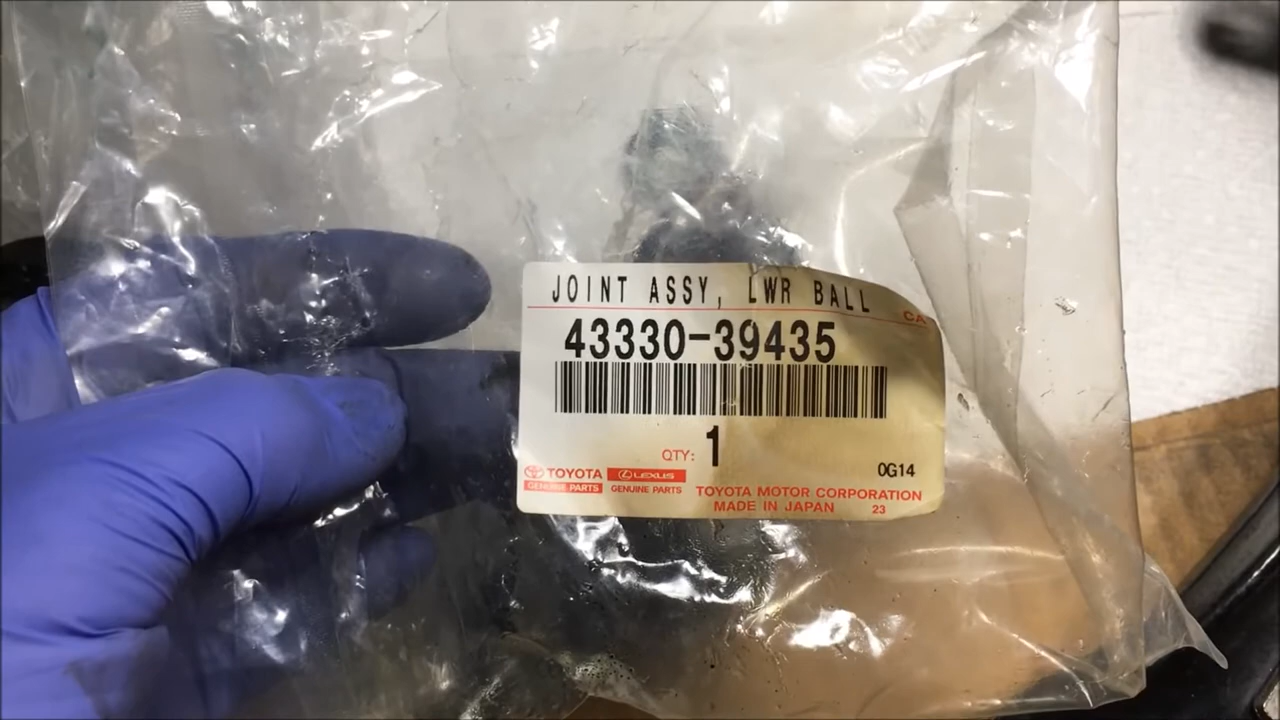 JOINT ASSY, LWR BALL
CA
43330-39435
QTY: 1
0G14
TOYOTA LEXUS
GENUINE PARTS GENUINE PARTS
TOYOTA MOTOR CORPORATION
MADE IN JAPAN 23